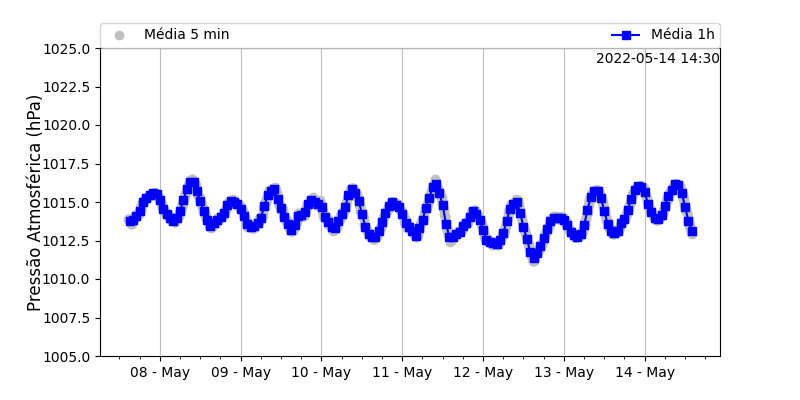 Média 5 min
Média 1h
2022-05-14 14:30
Pressão Atmosférica (hPa)
1025.0
1022.5
1020.0
1017.5
1015.0
1012.5
1010.0
1007.5
1005.0
08 - May
09 - May
10 - May
11 - May
12 - May
13 - May
14 - May